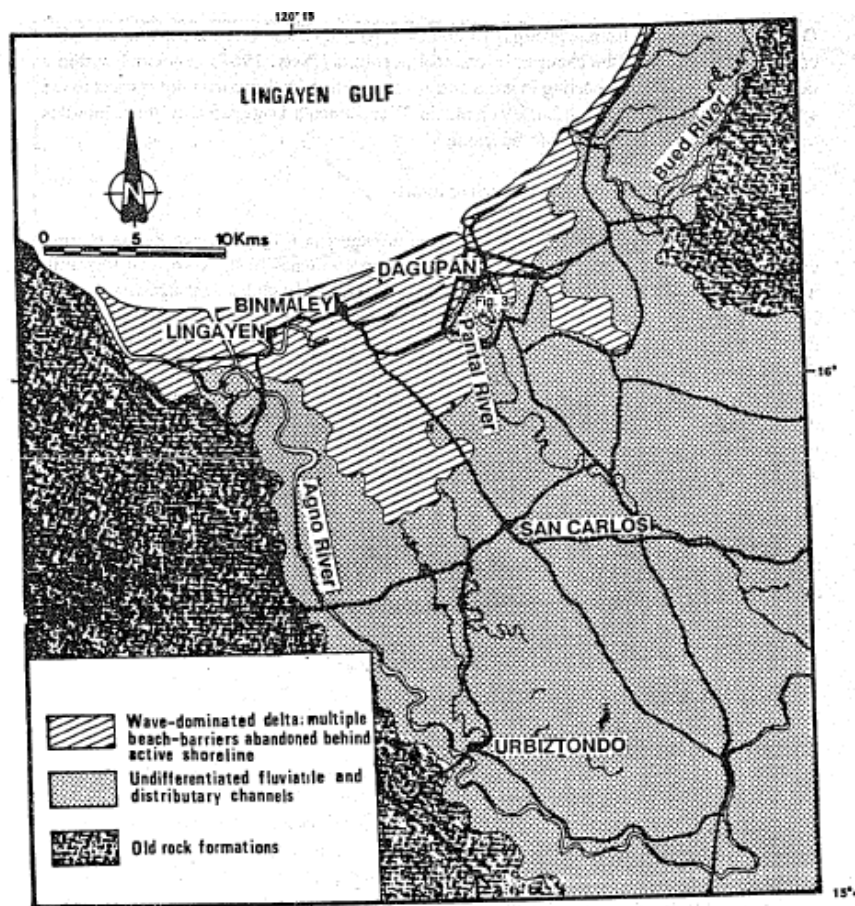 120° 15
LINGAYEN GULF
Bued River
N
0 5 10Kms
DAGUPAN
BINMALEY
Fig. 3
LINGAYEN
Pantal River
16°
Agno River
SAN CARLOS
URBIZTONDO
Wave-dominated delta: multiple
beach-barriers abandoned behind
active shoreline
Undifferentiated fluviatile and
distributary channels
Old rock formations